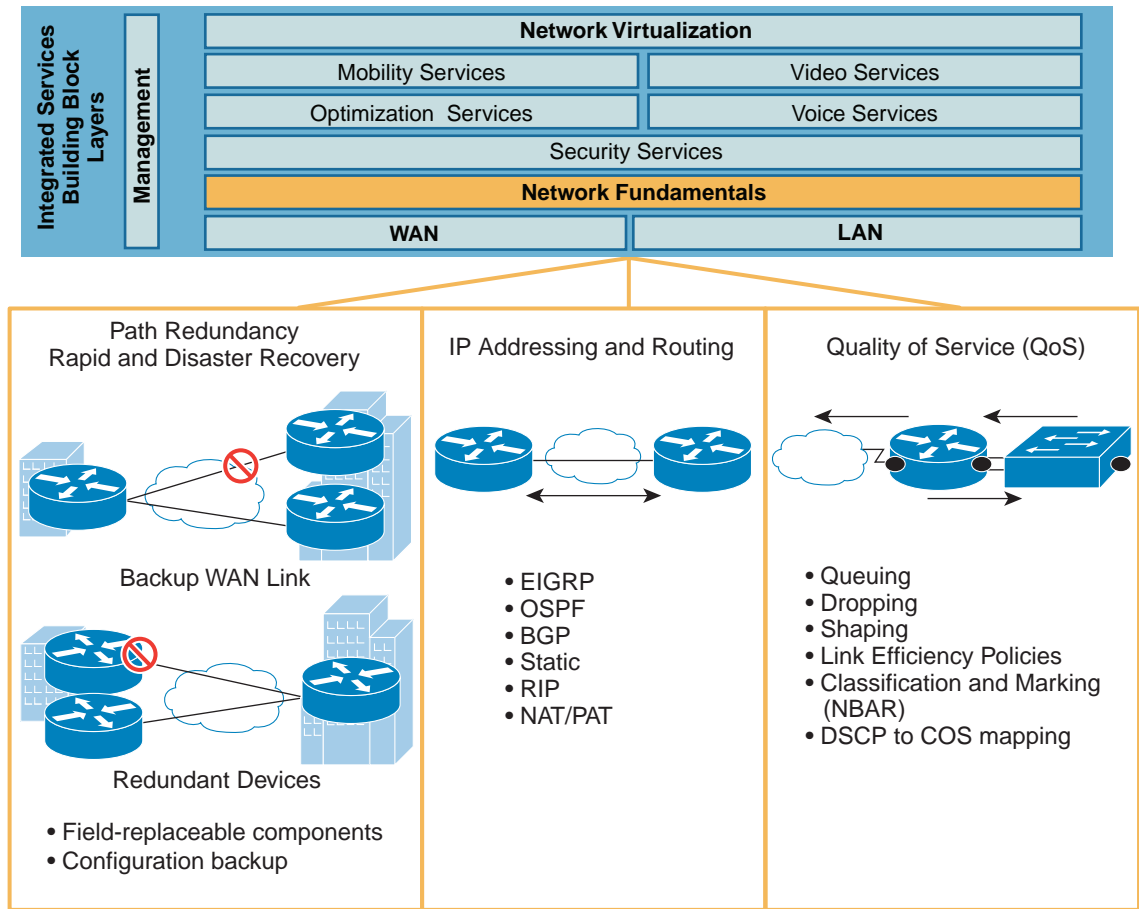 Integrated Services
Building Block
Layers
Management
Network Virtualization
Mobility Services
Video Services
Optimization Services
Voice Services
Security Services
Network Fundamentals
WAN
LAN
Path Redundancy
Rapid and Disaster Recovery
Backup WAN Link
Redundant Devices
• Field-replaceable components
• Configuration backup
IP Addressing and Routing
• EIGRP
• OSPF
• BGP
• Static
• RIP
• NAT/PAT
Quality of Service (QoS)
• Queuing
• Dropping
• Shaping
• Link Efficiency Policies
• Classification and Marking
(NBAR)
• DSCP to COS mapping